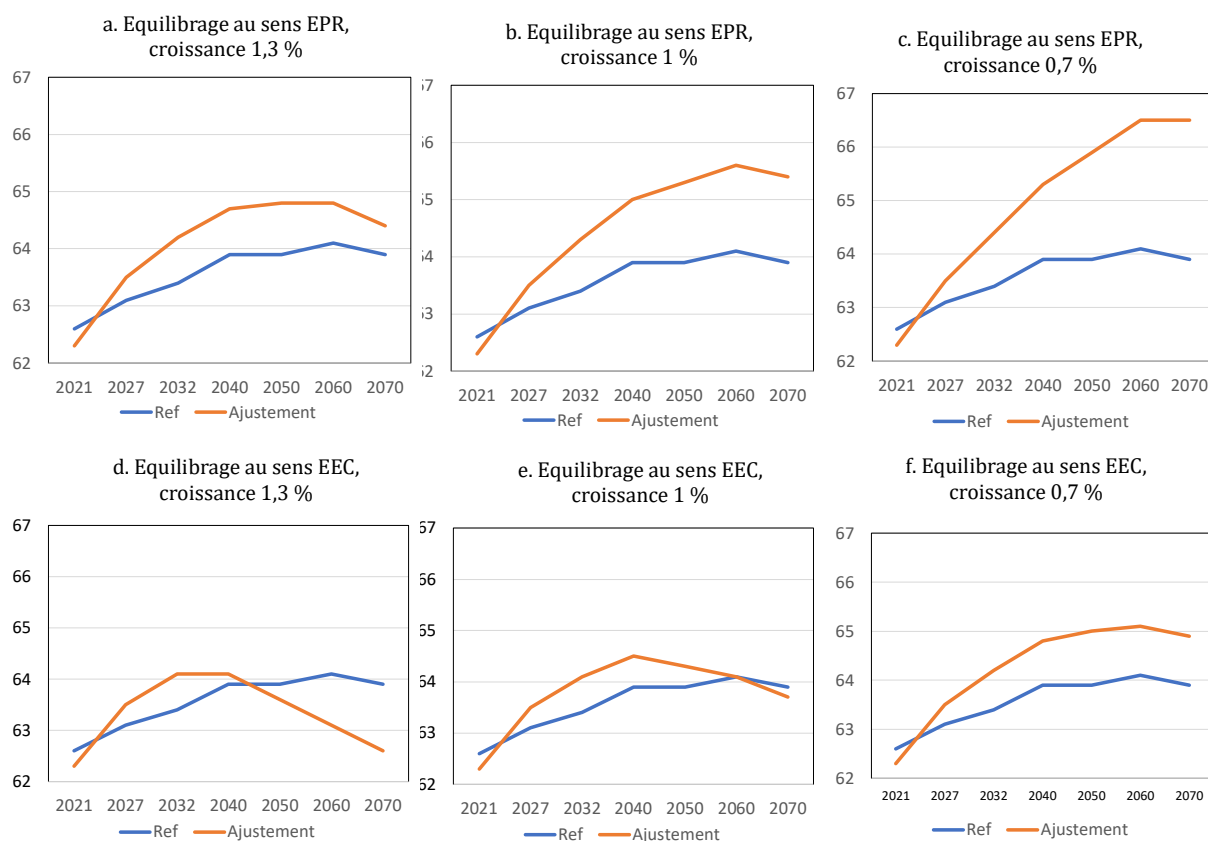 a. Equilibrage au sens EPR,
croissance 1,3 %
67
66
65
64
63
62
2021 2027 2032 2040 2050 2060 2070
Ref Ajustement
b. Equilibrage au sens EPR,
croissance 1 %
2021 2027 2032 2040 2050 2060 2070
Ref Ajustement
c. Equilibrage au sens EPR,
croissance 0,7 %
67
66
65
64
63
62
2021 2027 2032 2040 2050 2060 2070
Ref Ajustement
d. Equilibrage au sens EEC,
croissance 1,3 %
67
66
65
64
63
62
2021 2027 2032 2040 2050 2060 2070
Ref Ajustement
e. Equilibrage au sens EEC,
croissance 1 %
2021 2027 2032 2040 2050 2060 2070
Ref Ajustement
f. Equilibrage au sens EEC,
croissance 0,7 %
67
66
65
64
63
62
2021 2027 2032 2040 2050 2060 2070
Ref Ajustement